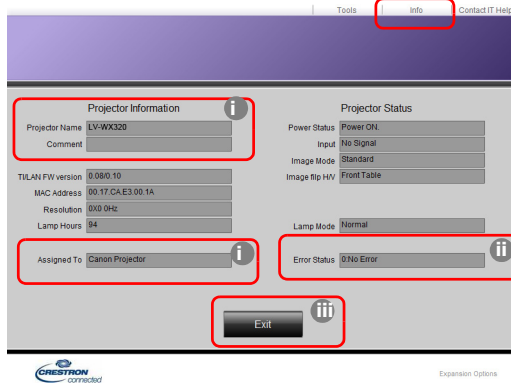 Tools Info Contact IT Help
Projector Information i Projector Status
Projector Name LV-WX320 Power Status Power ON.
Comment Input No Signal
Image Mode Standard
TI/LAN FW version 0.08/0.10 Image filp H/V Front Table
MAC Address 00.17.CA.E3.00.1A
Resolution 0X0 0Hz
Lamp Hours 94 Lamp Mode Normal
Assigned To Canon Projector i Error Status 0:No Error ii
Exit iii
CRESTRON connected Expansion Options